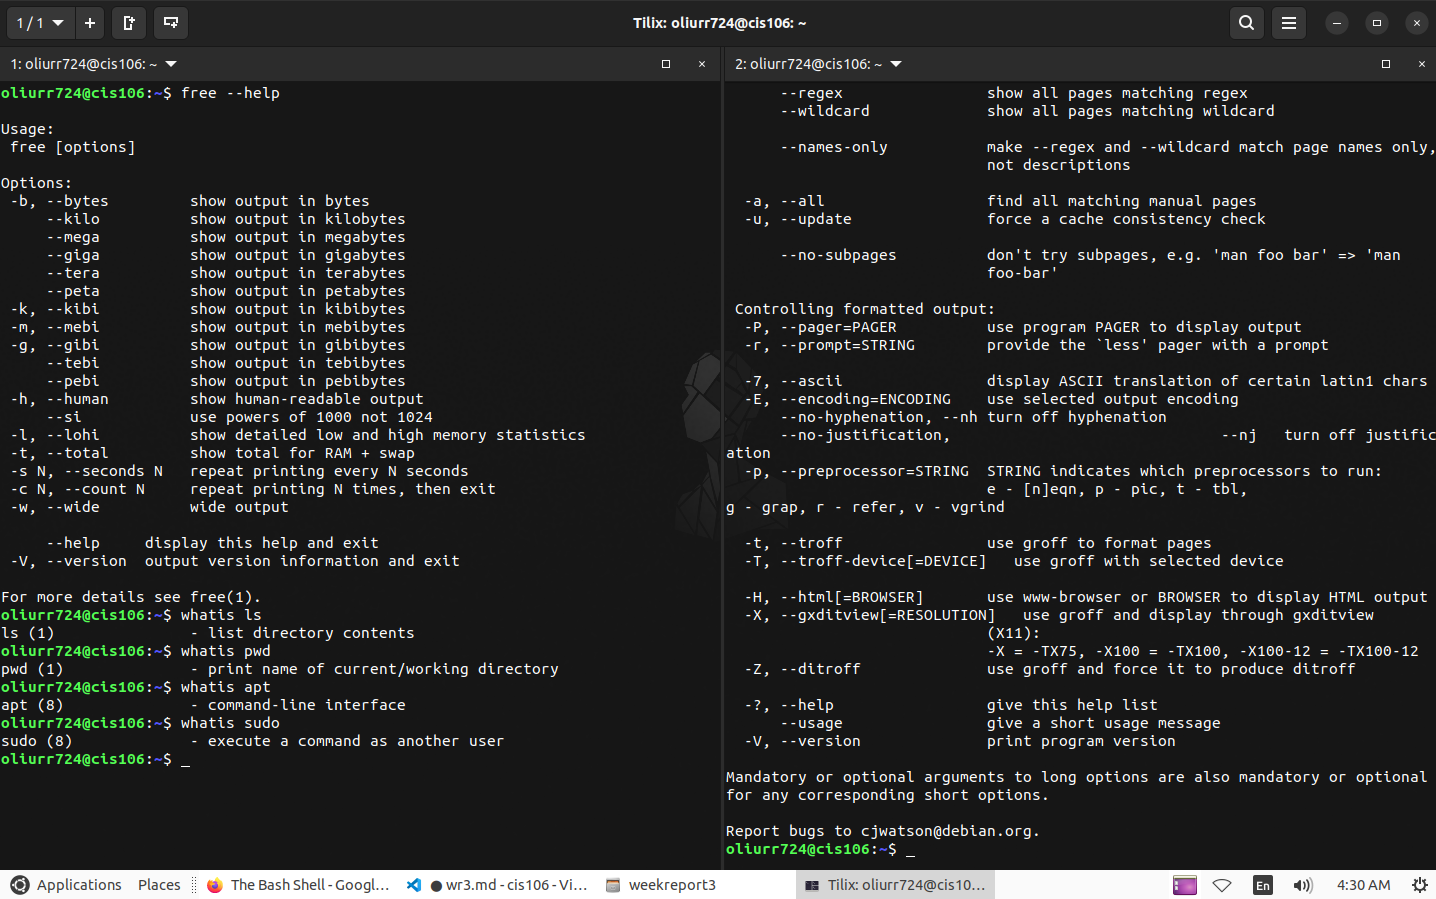 1 / 1
Tilix: oliurr724@cis106: ~
1: oliurr724@cis106: ~
oliurr724@cis106:~$ free --help

Usage:
 free [options]

Options:
 -b, --bytes         show output in bytes
     --kilo          show output in kilobytes
     --mega          show output in megabytes
     --giga          show output in gigabytes
     --tera          show output in terabytes
     --peta          show output in petabytes
 -k, --kibi          show output in kibibytes
 -m, --mebi          show output in mebibytes
 -g, --gibi          show output in gibibytes
     --tebi          show output in tebibytes
     --pebi          show output in pebibytes
 -h, --human         show human-readable output
     --si            use powers of 1000 not 1024
 -l, --lohi          show detailed low and high memory statistics
 -t, --total         show total for RAM + swap
 -s N, --seconds N   repeat printing every N seconds
 -c N, --count N     repeat printing N times, then exit
 -w, --wide          wide output

     --help     display this help and exit
 -V, --version  output version information and exit

For more details see free(1).
oliurr724@cis106:~$ whatis ls
ls (1)               - list directory contents
oliurr724@cis106:~$ whatis pwd
pwd (1)              - print name of current/working directory
oliurr724@cis106:~$ whatis apt
apt (8)              - command-line interface
oliurr724@cis106:~$ whatis sudo
sudo (8)             - execute a command as another user
oliurr724@cis106:~$ _
2: oliurr724@cis106: ~
      --regex                show all pages matching regex
      --wildcard             show all pages matching wildcard

      --names-only           make --regex and --wildcard match page names only,
                             not descriptions

  -a, --all                  find all matching manual pages
  -u, --update               force a cache consistency check

      --no-subpages          don't try subpages, e.g. 'man foo bar' => 'man
                             foo-bar'

 Controlling formatted output:
  -P, --pager=PAGER          use program PAGER to display output
  -r, --prompt=STRING        provide the `less' pager with a prompt

  -7, --ascii                display ASCII translation of certain latin1 chars
  -E, --encoding=ENCODING    use selected output encoding
      --no-hyphenation, --nh turn off hyphenation
      --no-justification,                              --nj   turn off justific
ation
  -p, --preprocessor=STRING  STRING indicates which preprocessors to run:
                             e - [n]eqn, p - pic, t - tbl,
g - grap, r - refer, v - vgrind

  -t, --troff                use groff to format pages
  -T, --troff-device[=DEVICE]   use groff with selected device

  -H, --html[=BROWSER]       use www-browser or BROWSER to display HTML output
  -X, --gxditview[=RESOLUTION]   use groff and display through gxditview
                             (X11):
                             -X = -TX75, -X100 = -TX100, -X100-12 = -TX100-12
  -Z, --ditroff              use groff and force it to produce ditroff

  -?, --help                 give this help list
      --usage                give a short usage message
  -V, --version              print program version

Mandatory or optional arguments to long options are also mandatory or optional
for any corresponding short options.

Report bugs to cjwatson@debian.org.
oliurr724@cis106:~$ _
Applications Places The Bash Shell - Googl... wr3.md - cis106 - Vi... weekreport3 Tilix: oliurr724@cis10... En 4:30 AM